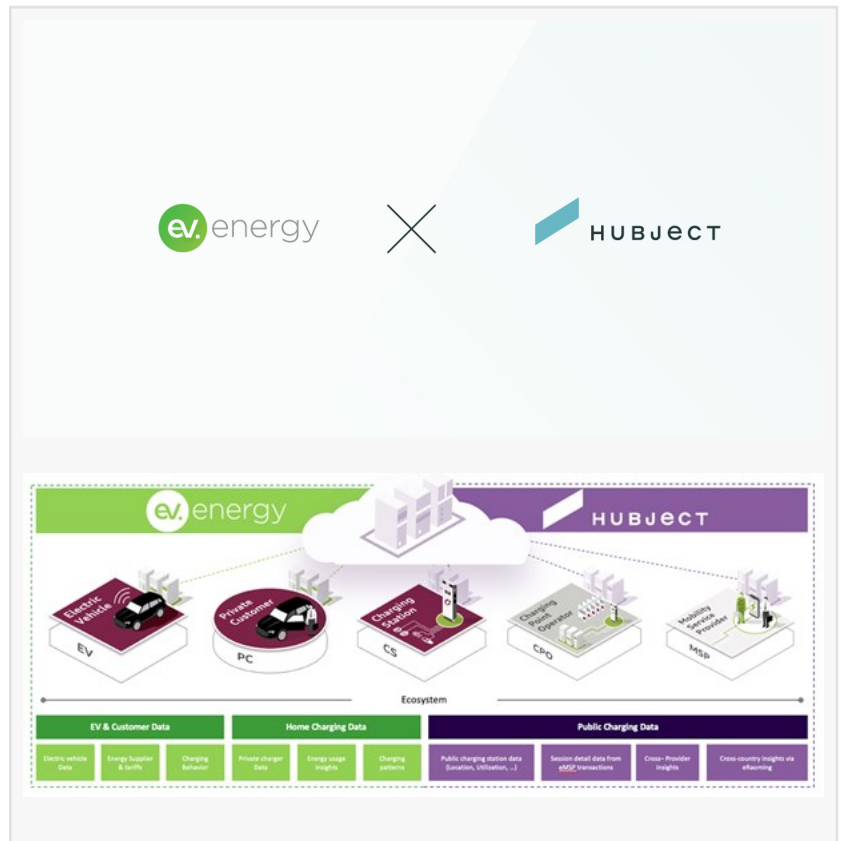 ev.energy
HUBJECT
ev.energy
HUBJECT
Electric
Vehicle
EV
Private
Customer
PC
Charging
Station
CS
Charging
Point
Operator
CPO
Mobility
Service
Provider
MSP
Ecosystem
EV & Customer Data
Home Charging Data
Public Charging Data
Electric vehicle
Data
Energy Supplier
& tariffs
Charging
Behavior
Private charger
Data
Energy usage
Insights
Charging
patterns
Public charging station data
(Location, Utilization, ...)
Session detail data from
eMSP transactions
Cross- Provider
Insights
Cross-country insights via
eRaoming